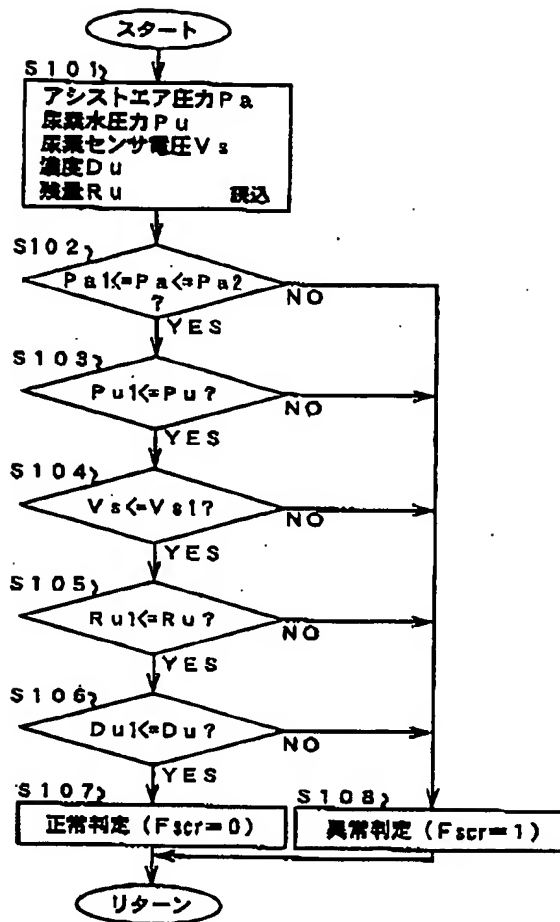 スタート
S101
アシストエア圧力Pa
尿素水圧力Pu
尿素センサ電圧Vs
濃度Du
残量Ru 読込
S102
Pa1<=Pa<=Pa2
?
NO
YES
S103
Pu1<=Pu?
NO
YES
S104
Vs<=Vs1?
NO
YES
S105
Ru1<=Ru?
NO
YES
S106
Du1<=Du?
NO
YES
S107
正常判定(Fscr=0)
S108
異常判定(Fscr=1)
リターン